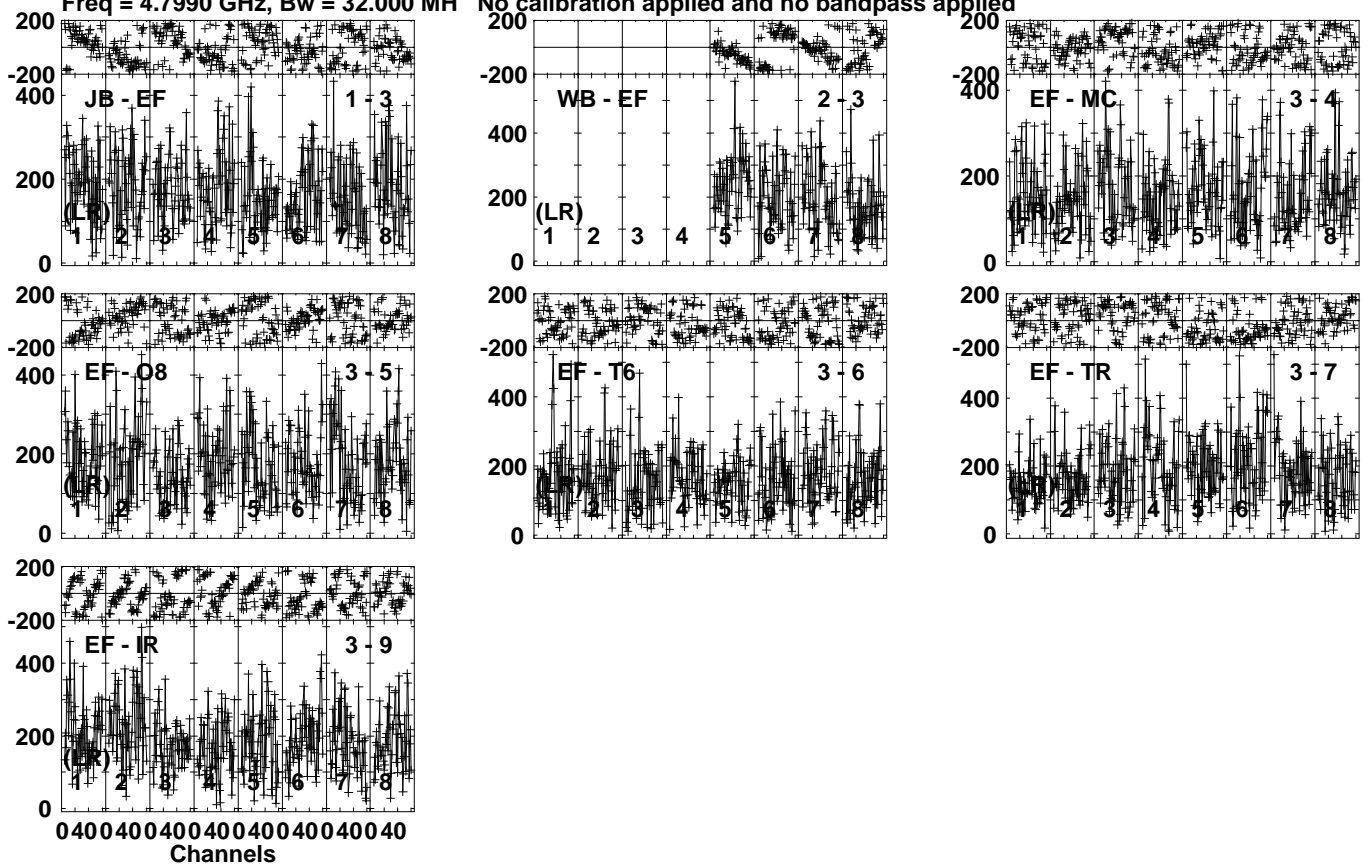 Freq = 4.7990 GHz, Bw = 32.000 MH No calibration applied and no bandpass applied
200
-200
JB - EF 1 - 3
400
200
0
(LR)
1 2 3 4 5 6 7 8
200
-200
WB - EF 2 - 3
400
200
0
(LR)
1 2 3 4 5 6 7 8
200
-200
EF - MC 3 - 4
400
200
0
(LR)
1 2 3 4 5 6 7 8
200
-200
EF - O8 3 - 5
400
200
0
(LR)
1 2 3 4 5 6 7 8
200
-200
EF - T6 3 - 6
400
200
0
(LR)
1 2 3 4 5 6 7 8
200
-200
EF - TR 3 - 7
400
200
0
(LR)
1 2 3 4 5 6 7 8
200
-200
EF - IR 3 - 9
400
200
0
(LR)
1 2 3 4 5 6 7 8
0 40 0 40 0 40 0 40 0 40 0 40 0 40 0 40
Channels